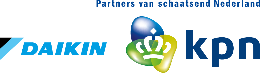 Partners van schaatsend Nederland
DAIKIN
kpn